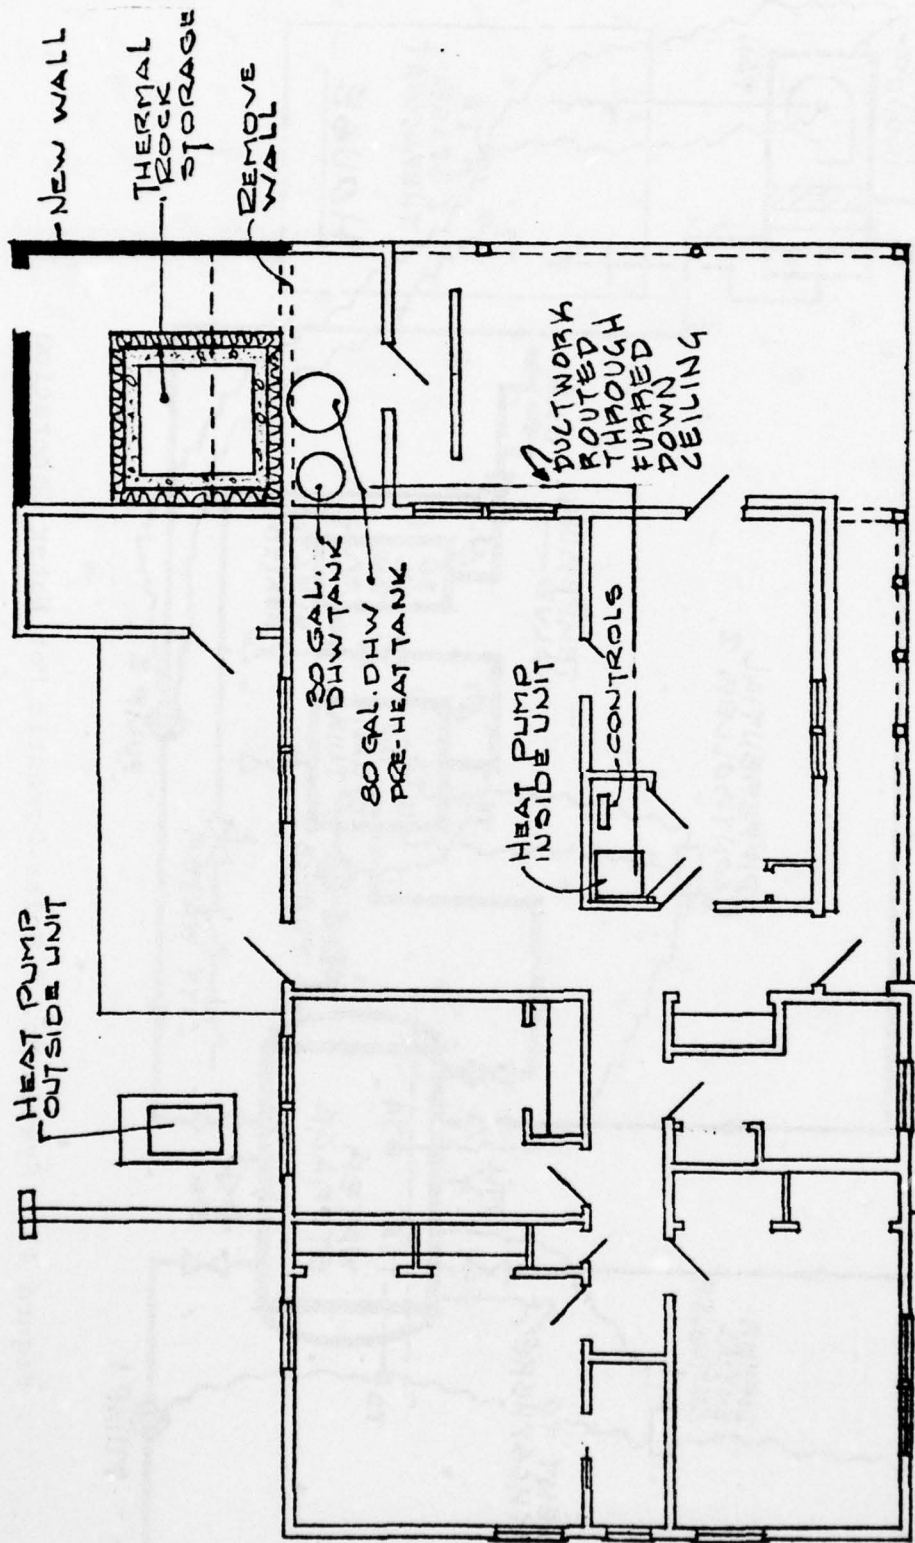 NEW WALL
THERMAL
ROCK
STORAGE
REMOVE
WALL
DUCTWORK
ROUTED
THROUGH
FURRED
DOWN
CEILING
30 GAL.
DHW TANK
80 GAL. DHW
PRE-HEAT TANK
HEAT PUMP
INSIDE UNIT
CONTROLS
HEAT PUMP
OUTSIDE UNIT